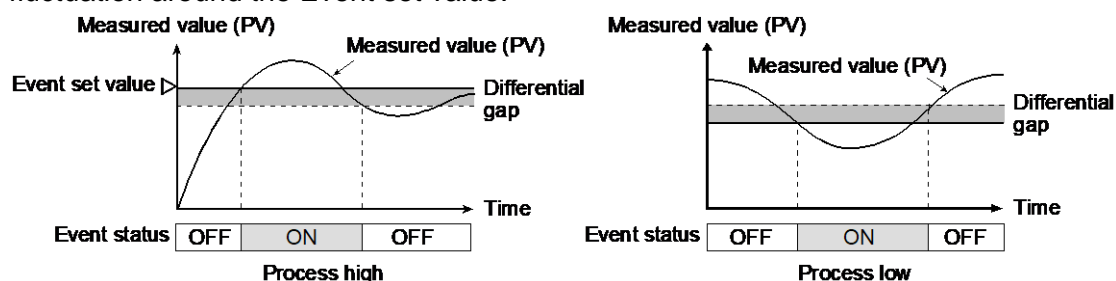 fluctuation around the Event set value.
Measured value (PV)
Measured value (PV)
Event set value
Differential
gap
Time
Event status OFF ON OFF
Process high
Measured value (PV)
Measured value (PV)
Differential
gap
Time
Event status OFF ON OFF
Process low